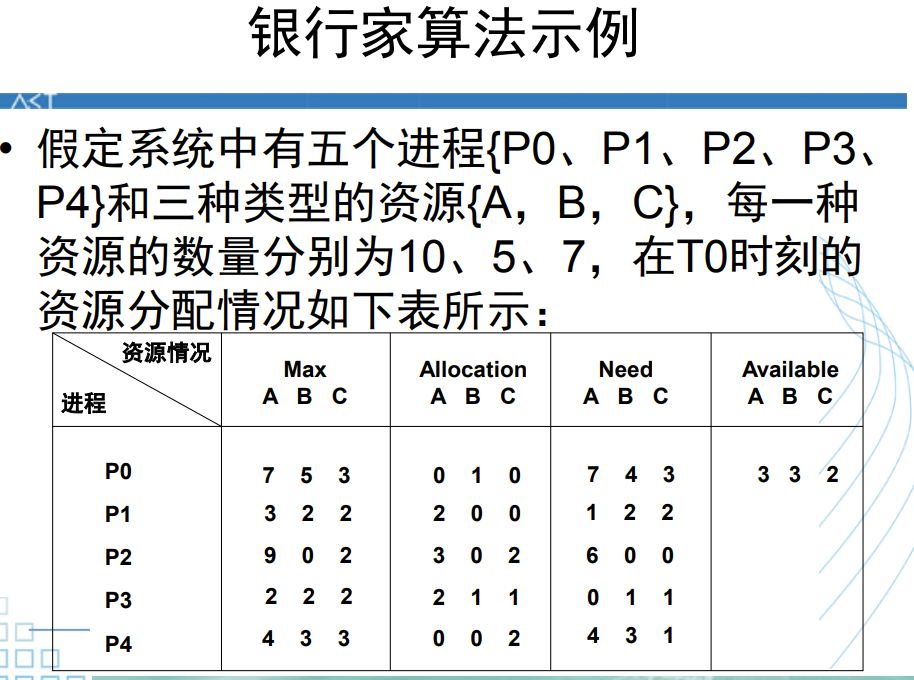 银行家算法示例
• 假定系统中有五个进程{P0、P1、P2、P3、
P4}和三种类型的资源{A，B，C}，每一种
资源的数量分别为10、5、7，在T0时刻的
资源分配情况如下表所示：
资源情况 Max Allocation Need Available
进程 A B C A B C A B C A B C
P0 7 5 3 0 1 0 7 4 3 3 3 2
P1 3 2 2 2 0 0 1 2 2
P2 9 0 2 3 0 2 6 0 0
P3 2 2 2 2 1 1 0 1 1
P4 4 3 3 0 0 2 4 3 1